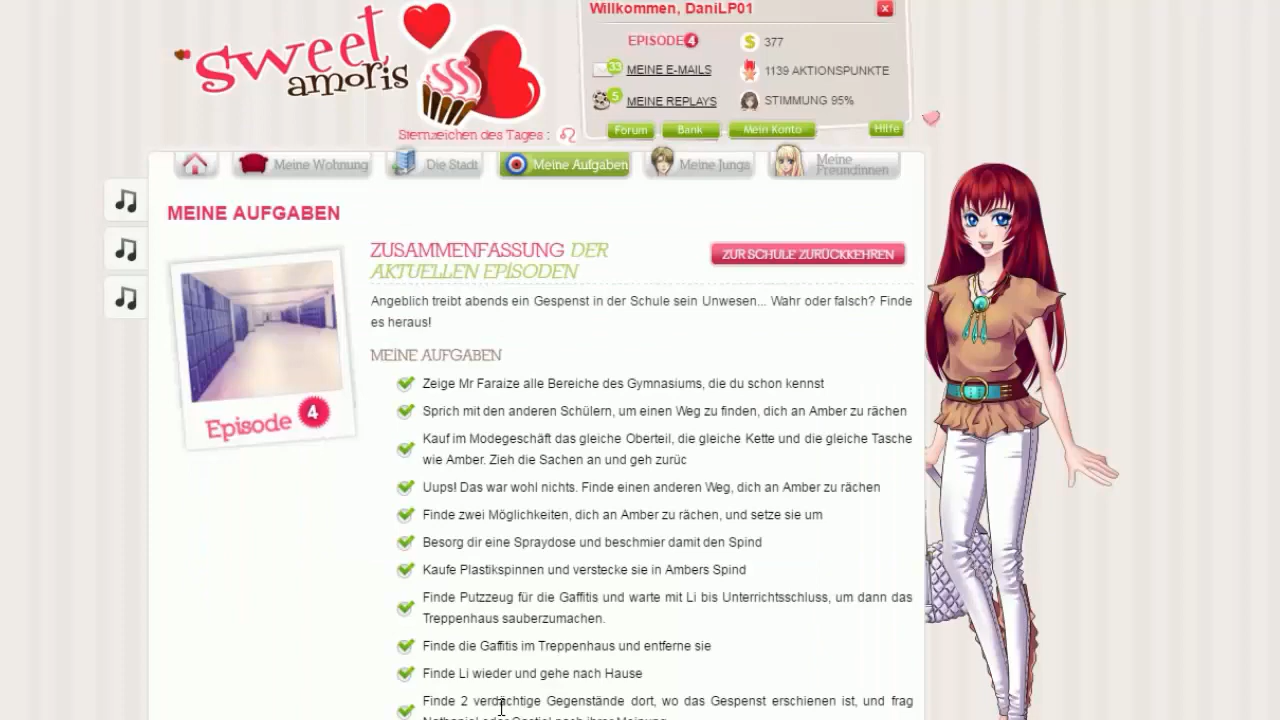 Sweet
amoris
Willkommen, DaniLP01
x
EPISODE 4
377
33
MEINE E-MAILS
1139 AKTIONSPUNKTE
5
MEINE REPLAYS
STIMMUNG 95%
Sternzeichen des Tages :
Forum
Bank
Mein Konto
Hilfe
Meine Wohnung
Die Stadt
Meine Aufgaben
Meine Jungs
Meine
Freundinnen
MEINE AUFGABEN
ZUSAMMENFASSUNG DER
AKTUELLEN EPISODEN
ZUR SCHULE ZURÜCKKEHREN
Angeblich treibt abends ein Gespenst in der Schule sein Unwesen... Wahr oder falsch? Finde
es heraus!
MEINE AUFGABEN
Episode 4
Zeige Mr Faraize alle Bereiche des Gymnasiums, die du schon kennst
Sprich mit den anderen Schülern, um einen Weg zu finden, dich an Amber zu rächen
Kauf im Modegeschäft das gleiche Oberteil, die gleiche Kette und die gleiche Tasche
wie Amber. Zieh die Sachen an und geh zurüc
Uups! Das war wohl nichts. Finde einen anderen Weg, dich an Amber zu rächen
Finde zwei Möglichkeiten, dich an Amber zu rächen, und setze sie um
Besorg dir eine Spraydose und beschmier damit den Spind
Kaufe Plastikspinnen und verstecke sie in Ambers Spind
Finde Putzzeug für die Gaffitis und warte mit Li bis Unterrichtsschluss, um dann das
Treppenhaus sauberzumachen.
Finde die Gaffitis im Treppenhaus und entferne sie
Finde Li wieder und gehe nach Hause
Finde 2 verdächtige Gegenstände dort, wo das Gespenst erschienen ist, und frag
Nathaniel oder Castiel nach ihrer Meinung